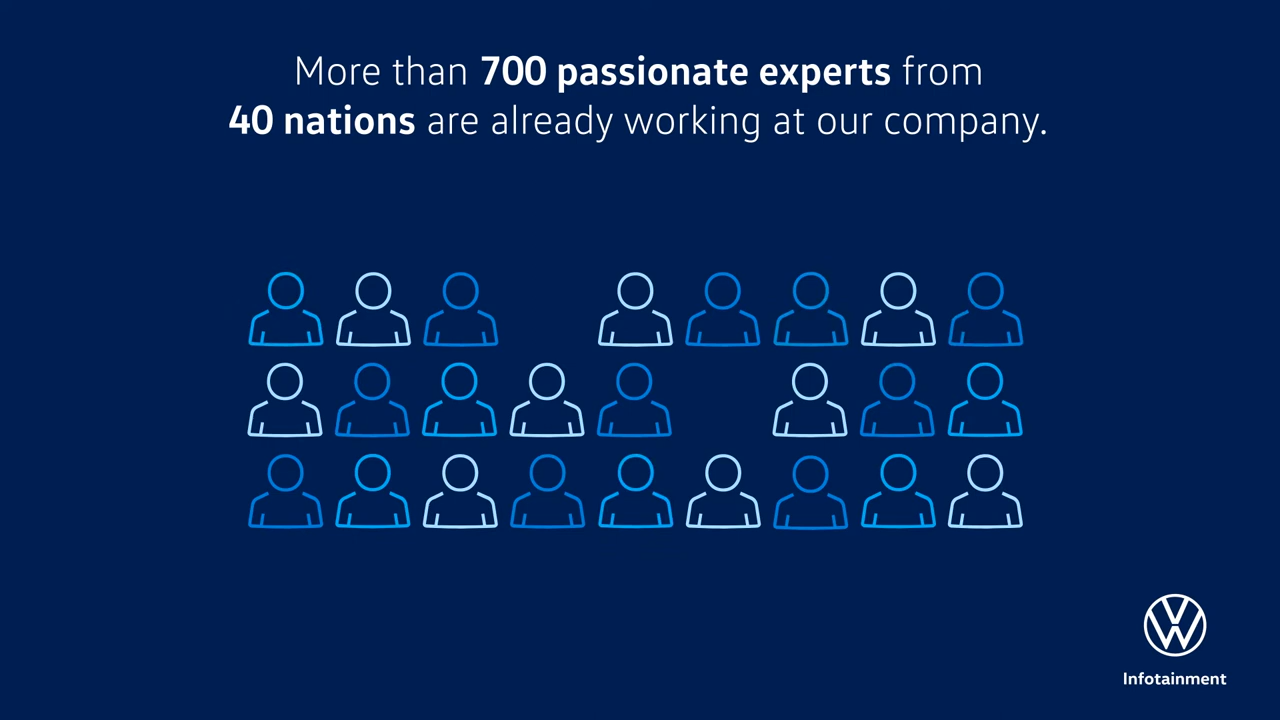 More than 700 passionate experts from
40 nations are already working at our company.
Infotainment